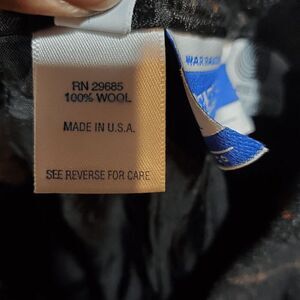 RN 29685
100% WOOL
MADE IN U.S.A.
SEE REVERSE FOR CARE